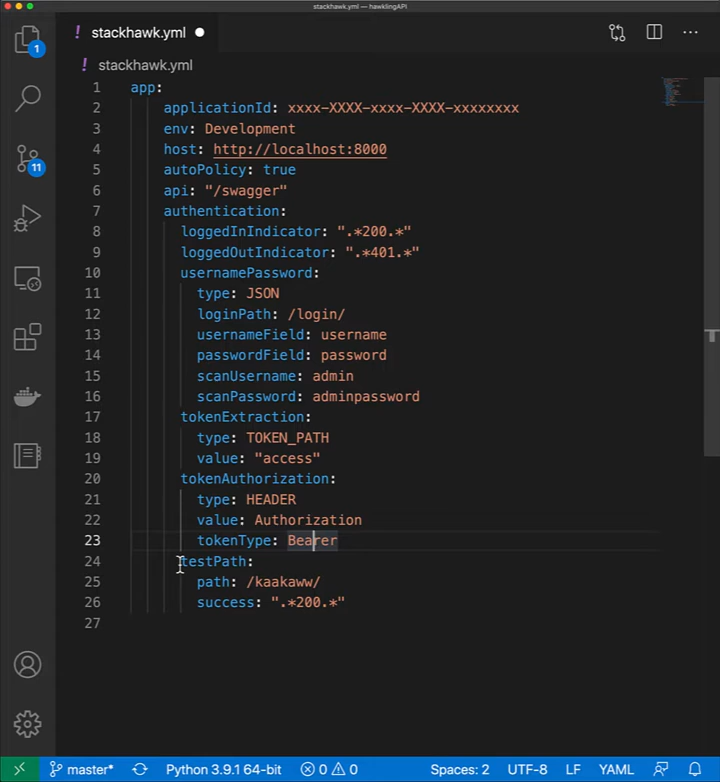 stackhawk.yml — hawklingAPI
! stackhawk.yml
! stackhawk.yml
1 app:
2 applicationId: xxxx-XXXX-xxxx-XXXX-xxxxxxxx
3 env: Development
4 host: http://localhost:8000
5 autoPolicy: true
6 api: "/swagger"
7 authentication:
8 loggedInIndicator: ".*200.*"
9 loggedOutIndicator: ".*401.*"
10 usernamePassword:
11 type: JSON
12 loginPath: /login/
13 usernameField: username
14 passwordField: password
15 scanUsername: admin
16 scanPassword: adminpassword
17 tokenExtraction:
18 type: TOKEN_PATH
19 value: "access"
20 tokenAuthorization:
21 type: HEADER
22 value: Authorization
23 tokenType: Bearer
24 testPath:
25 path: /kaakaww/
26 success: ".*200.*"
27
1
11
master* Python 3.9.1 64-bit 0 0 Spaces: 2 UTF-8 LF YAML